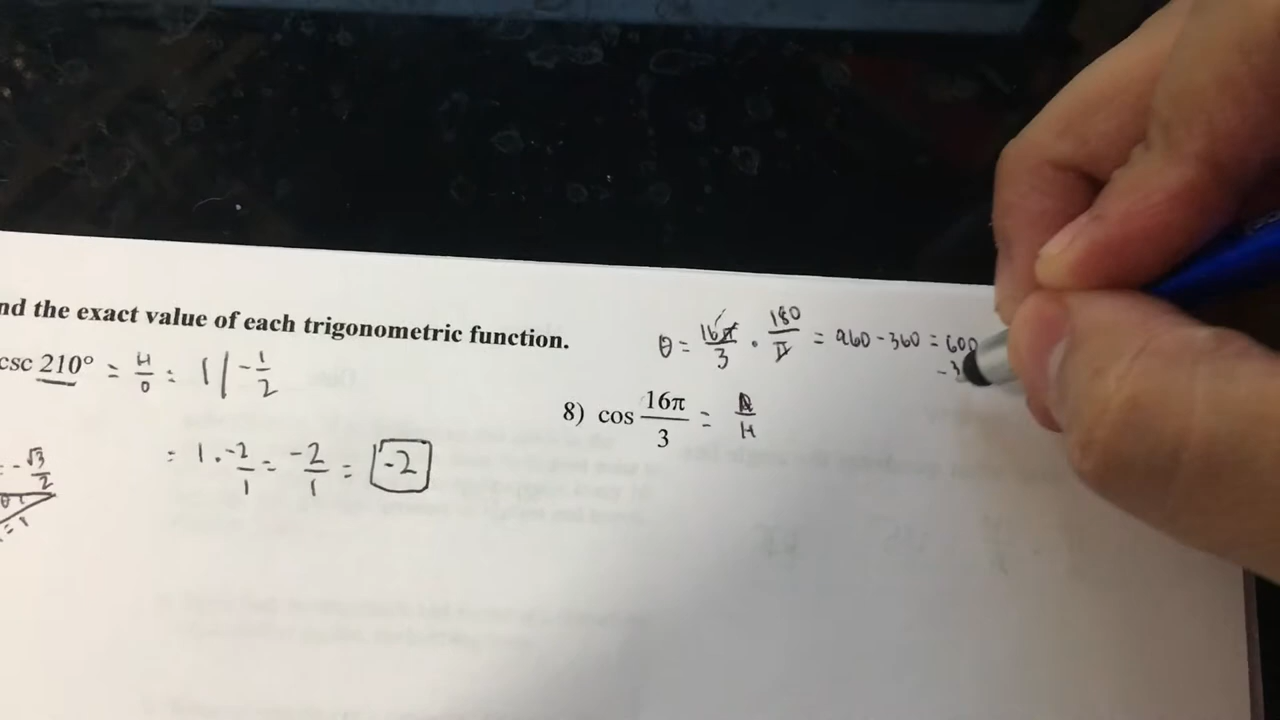 nd the exact value of each trigonometric function.
csc 210° = H/O = 1 / -1/2
= 1 · -2/1 = -2/1 = -2
= -√3/2
θ = 16π/3 · 180/π = 960 - 360 = 600
-3
8) cos 16π/3 = A/H